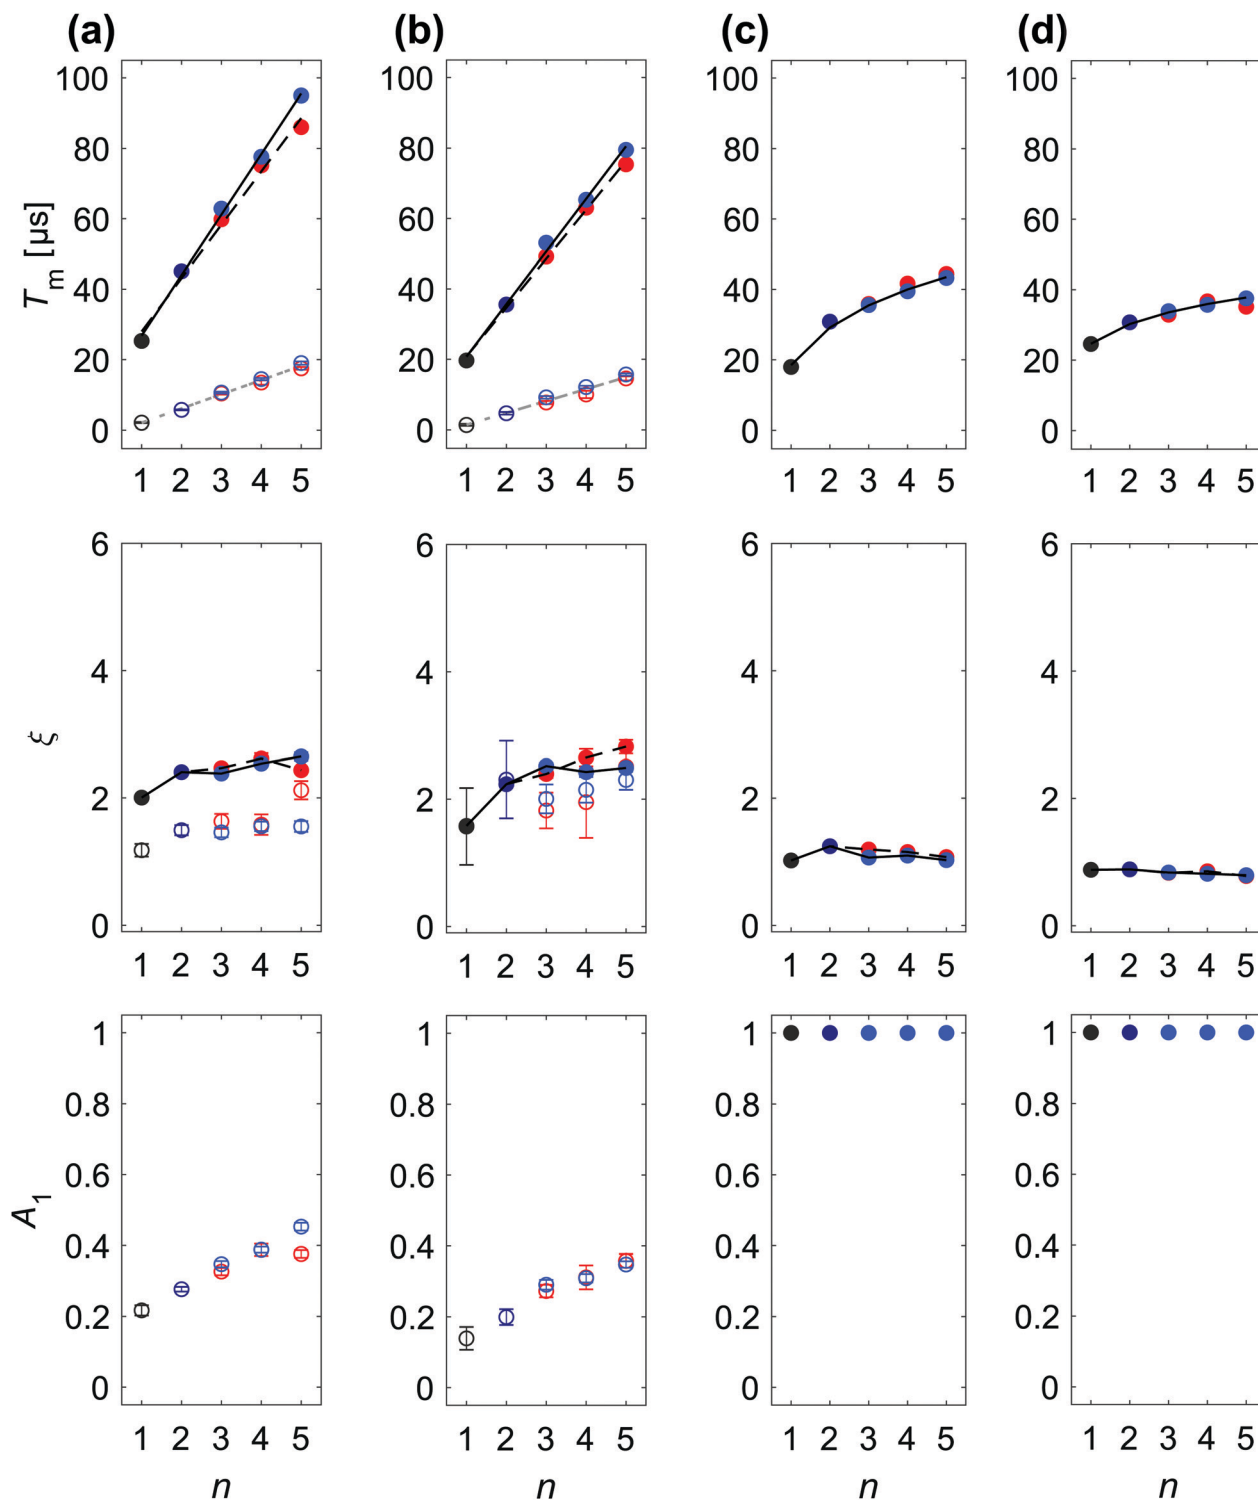 (a) (b) (c) (d)
100 100 100 100
80 80 80 80
60 60 60 60
40 40 40 40
20 20 20 20
0 0 0 0
Tm [µs]
1 2 3 4 5 1 2 3 4 5 1 2 3 4 5 1 2 3 4 5
6 6 6 6
4 4 4 4
2 2 2 2
0 0 0 0
ξ
1 2 3 4 5 1 2 3 4 5 1 2 3 4 5 1 2 3 4 5
1 1 1 1
0.8 0.8 0.8 0.8
0.6 0.6 0.6 0.6
0.4 0.4 0.4 0.4
0.2 0.2 0.2 0.2
0 0 0 0
A1
1 2 3 4 5 1 2 3 4 5 1 2 3 4 5 1 2 3 4 5
n n n n